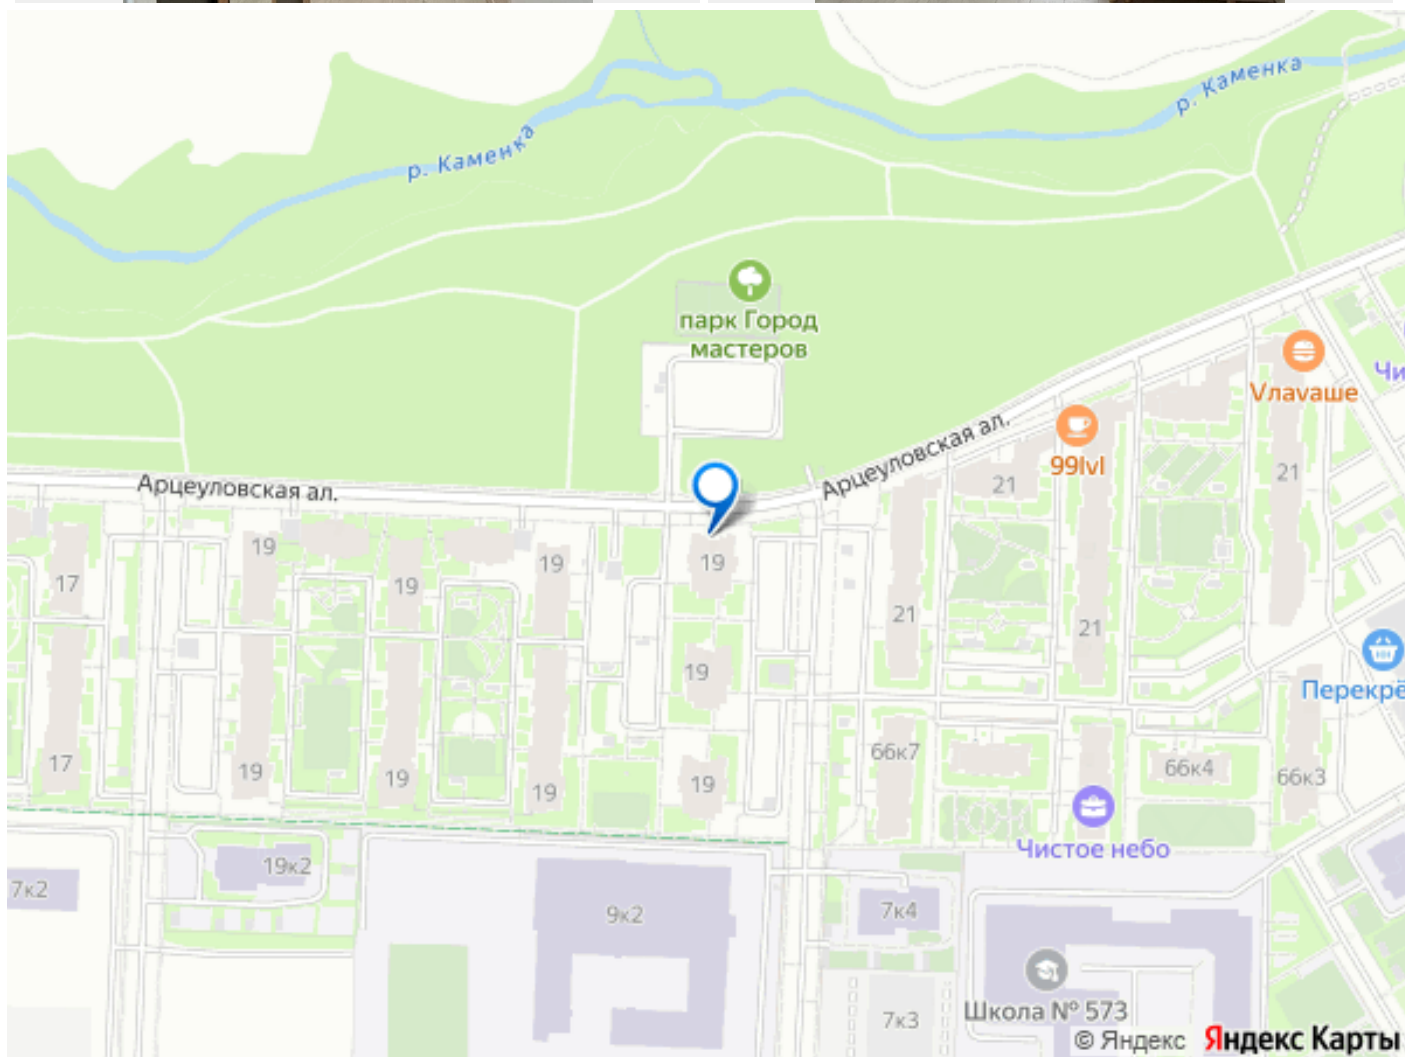 р. Каменка
р. Каменка
парк Город
мастеров
Vлаvаше
Чи
Арцеуловская ал.
99lvl
Арцеуловская ал.
21
21
19
19
19
19
17
21
21
19
Перекрё
66к7
66к4
66к3
17
19
19
19
19
Чистое небо
19к2
7к2
9к2
7к4
Школа № 573
7к3
© Яндекс Яндекс Карты